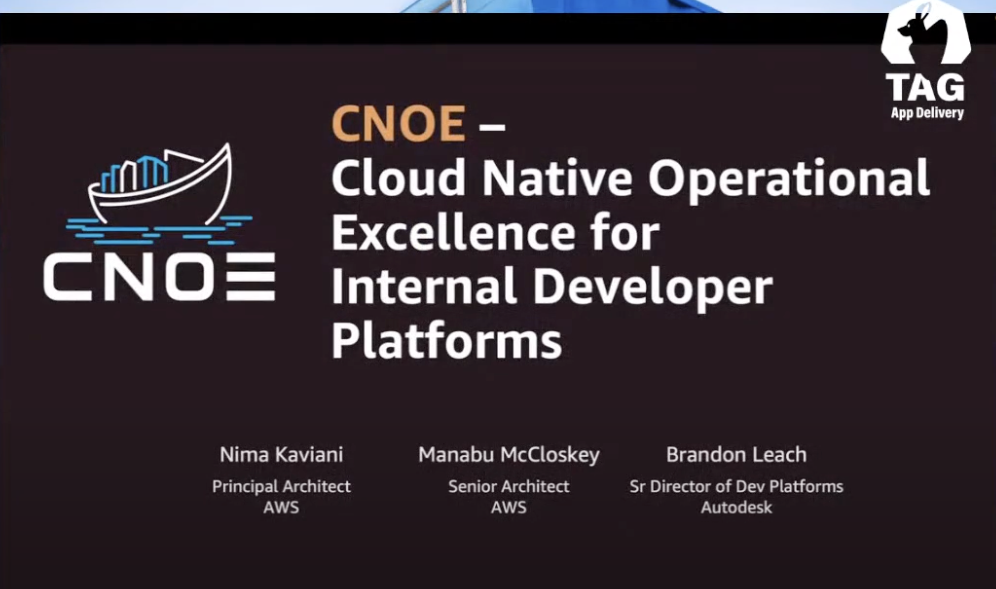 TAG
App Delivery
CNOE –
Cloud Native Operational
Excellence for
Internal Developer
Platforms
CNOE
Nima Kaviani
Principal Architect
AWS
Manabu McCloskey
Senior Architect
AWS
Brandon Leach
Sr Director of Dev Platforms
Autodesk